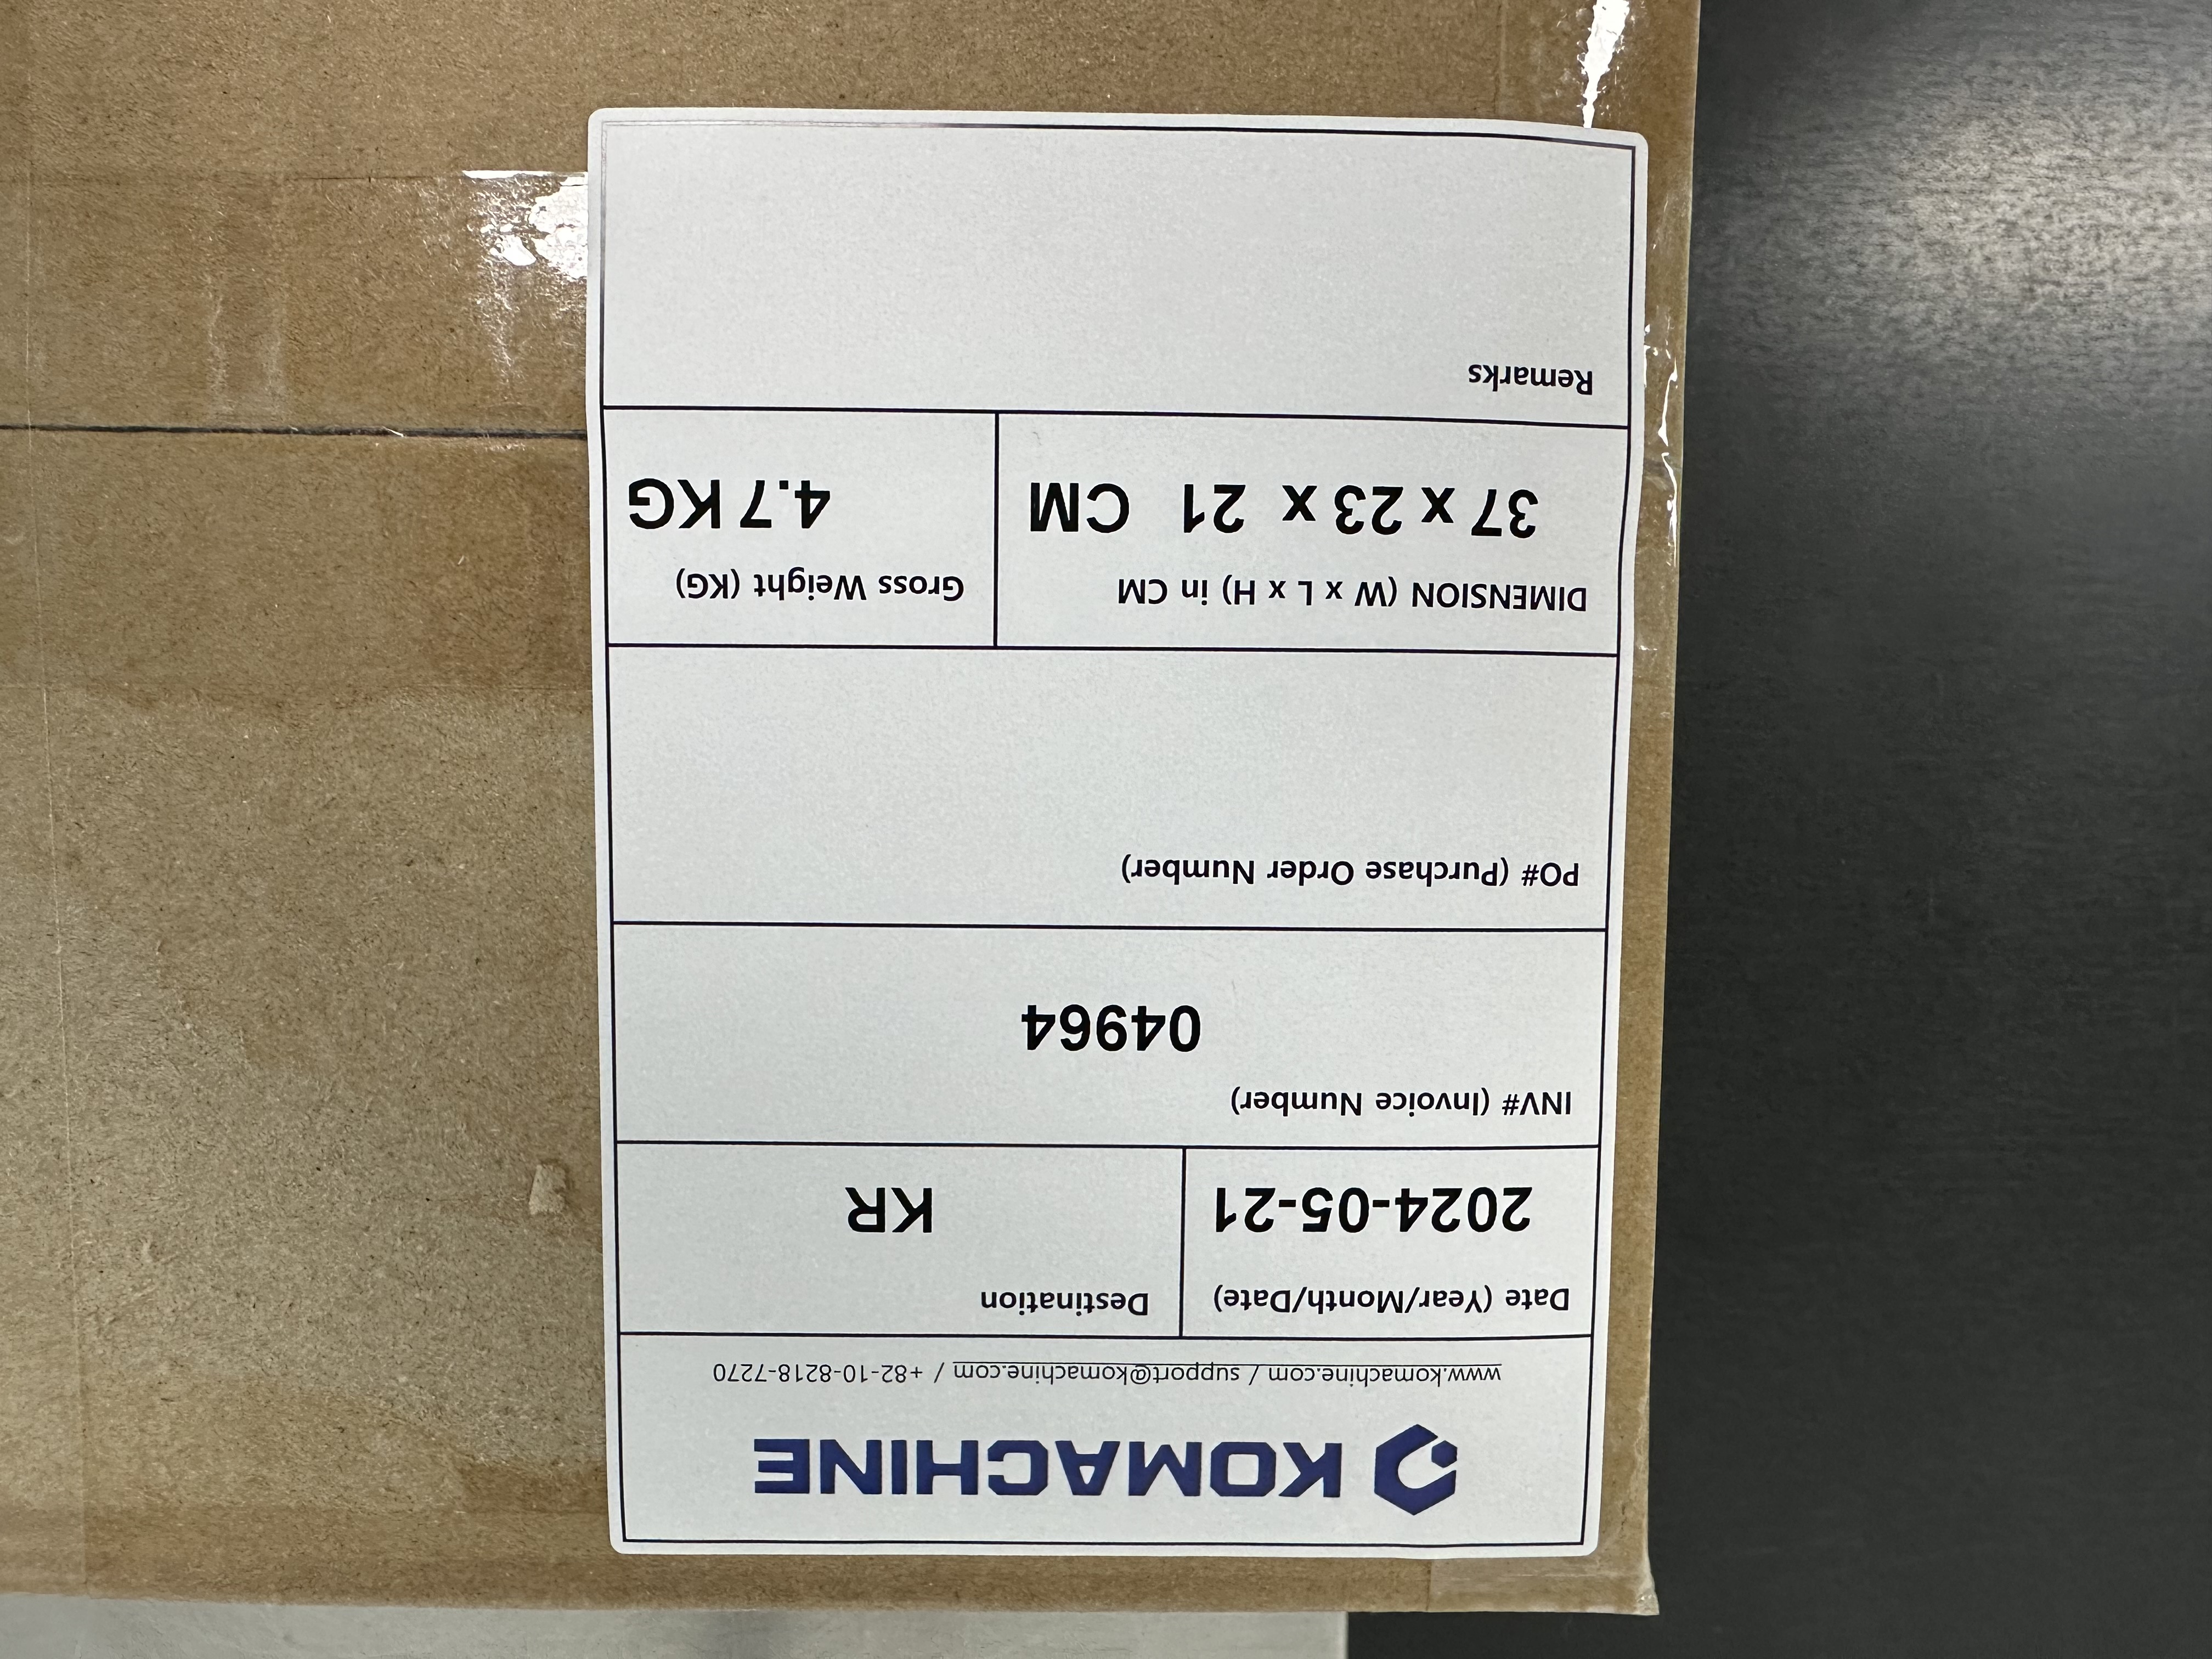 KOMACHINE
www.komachine.com / support@komachine.com / +82-10-8218-7270
Date (Year/Month/Date)
2024-05-21
Destination
KR
INV# (Invoice Number)
04964
PO# (Purchase Order Number)
DIMENSION (W x L x H) in CM
37 x 23 x 21 CM
Gross Weight (KG)
4.7 KG
Remarks